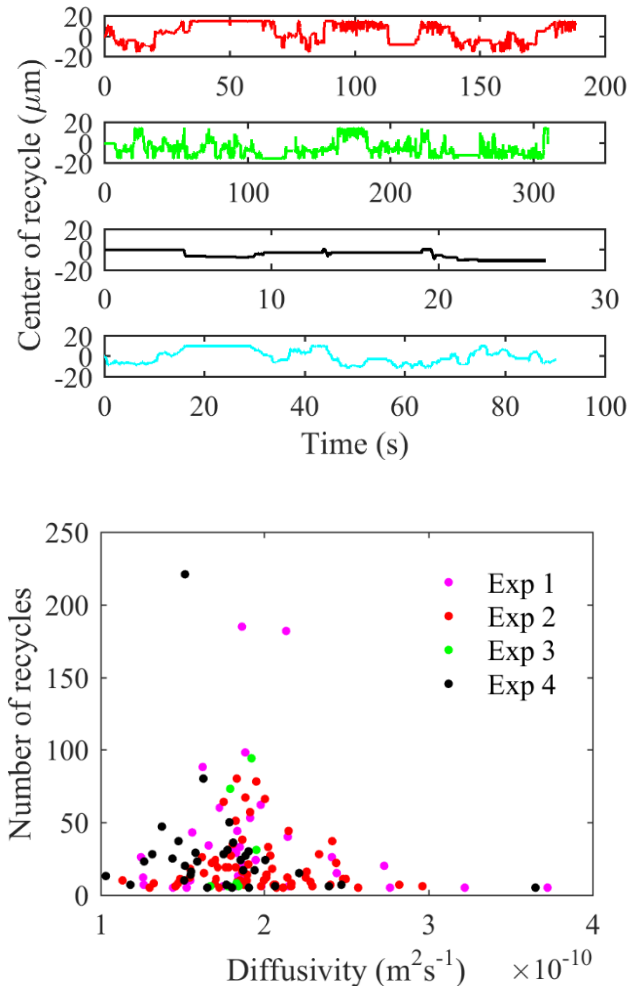 Center of recycle (μm)
20
0
-20
0 50 100 150 200
20
0
-20
0 100 200 300
20
0
-20
0 10 20 30
20
0
-20
0 20 40 60 80 100
Time (s)
Number of recycles
250
200
150
100
50
0
Exp 1
Exp 2
Exp 3
Exp 4
1 2 3 4
Diffusivity (m²s⁻¹) ×10⁻¹⁰